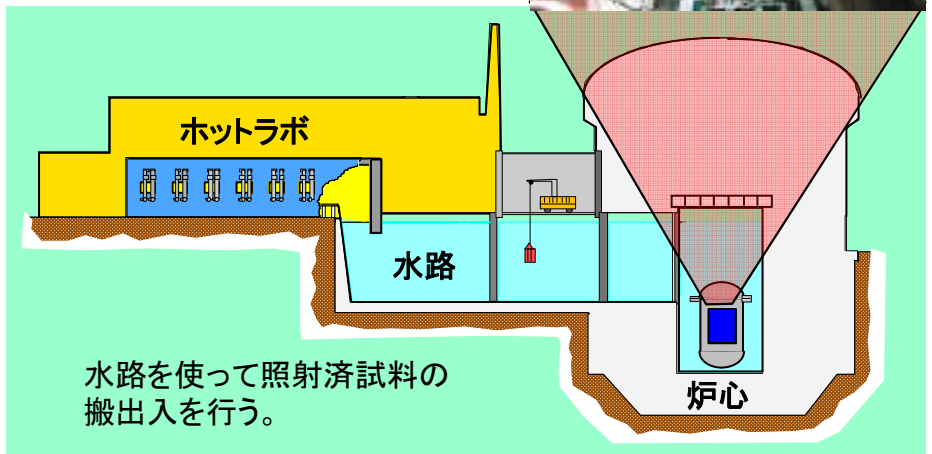 ホットラボ
水路
炉心
水路を使って照射済試料の
搬出入を行う。